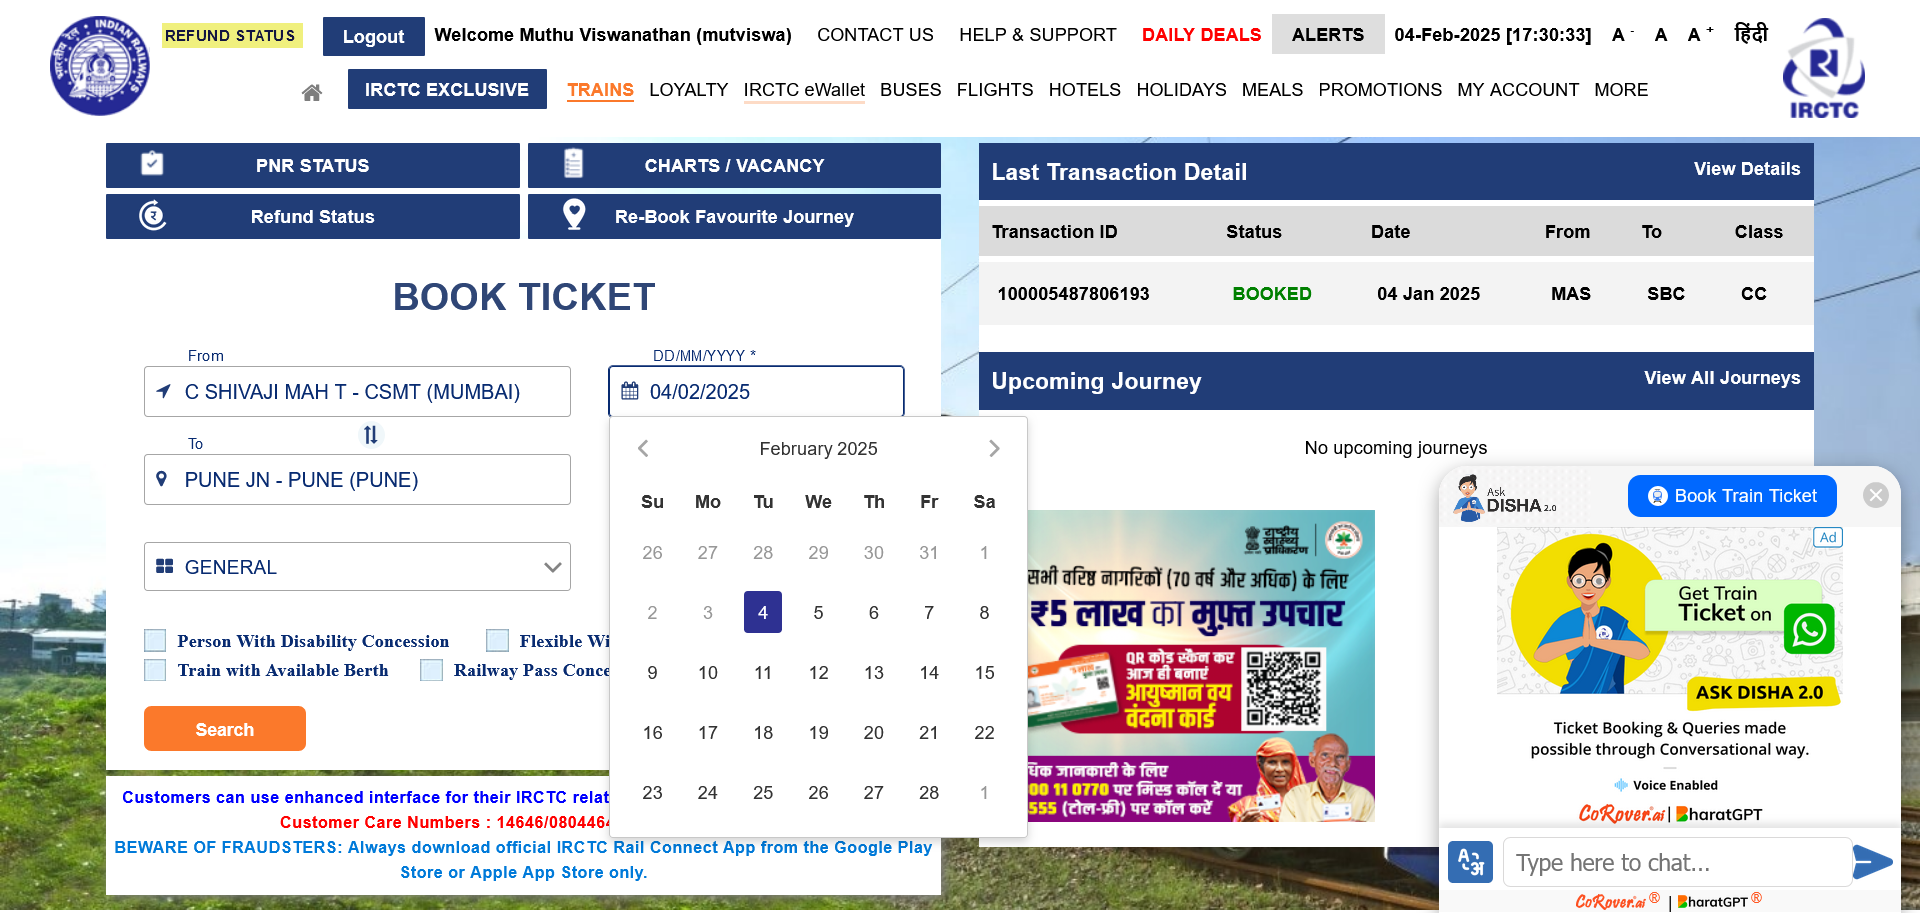 REFUND STATUS
Logout
Welcome Muthu Viswanathan (mutviswa)
CONTACT US
HELP & SUPPORT
DAILY DEALS
ALERTS
04-Feb-2025 [17:30:33]
A -
A
A +
हिंदी
IRCTC EXCLUSIVE
TRAINS
LOYALTY
IRCTC eWallet
BUSES
FLIGHTS
HOTELS
HOLIDAYS
MEALS
PROMOTIONS
MY ACCOUNT
MORE
INDIAN RAILWAYS
भारतीय रेल
IRCTC
PNR STATUS
CHARTS / VACANCY
Refund Status
Re-Book Favourite Journey
BOOK TICKET
From
C SHIVAJI MAH T - CSMT (MUMBAI)
To
PUNE JN - PUNE (PUNE)
GENERAL
Person With Disability Concession
Flexible Wi
Train with Available Berth
Railway Pass Conce
Search
DD/MM/YYYY *
04/02/2025
February 2025
Su Mo Tu We Th Fr Sa
26 27 28 29 30 31 1
2 3 4 5 6 7 8
9 10 11 12 13 14 15
16 17 18 19 20 21 22
23 24 25 26 27 28 1
Customers can use enhanced interface for their IRCTC relat
Customer Care Numbers : 14646/0804464
BEWARE OF FRAUDSTERS: Always download official IRCTC Rail Connect App from the Google Play
Store or Apple App Store only.
Last Transaction Detail
View Details
Transaction ID Status Date From To Class
100005487806193 BOOKED 04 Jan 2025 MAS SBC CC
Upcoming Journey
View All Journeys
No upcoming journeys
राष्ट्रीय
स्वास्थ्य
प्राधिकरण
सभी वरिष्ठ नागरिकों (70 वर्ष और अधिक) के लिए
₹5 लाख का मुफ़्त उपचार
QR कोड स्कैन कर
आज ही बनाएं
आयुष्मान वय
वंदना कार्ड
धिक जानकारी के लिए
00 11 0770 पर मिस्ड कॉल दें या
555 (टोल-फ्री) पर कॉल करें
Ask
DISHA 2.0
Book Train Ticket
Ad
Get Train
Ticket on
ASK DISHA 2.0
Ticket Booking & Queries made
possible through Conversational way.
Voice Enabled
CoRover.ai | BharatGPT
A अ
Type here to chat...
CoRover.ai ® | BharatGPT ®